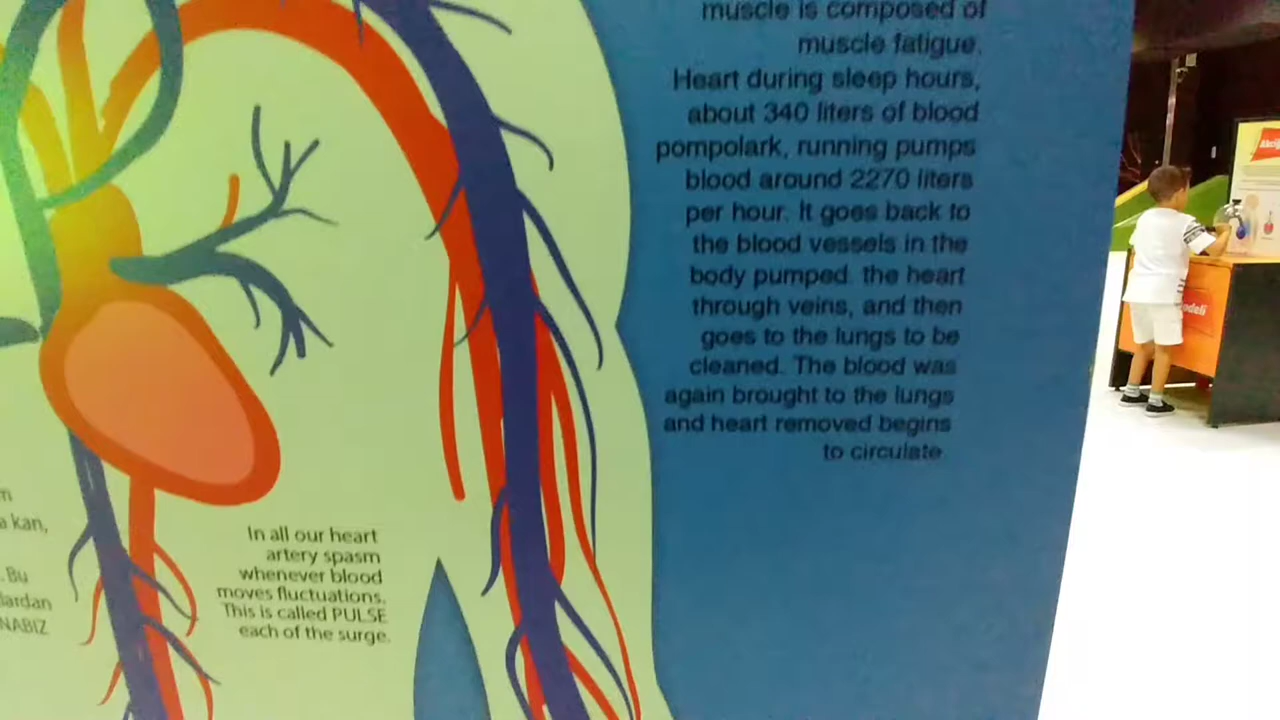 muscle is composed of
muscle fatigue.
Heart during sleep hours,
about 340 liters of blood
pompolark, running pumps
blood around 2270 liters
per hour. It goes back to
the blood vessels in the
body pumped the heart
through veins, and then
goes to the lungs to be
cleaned. The blood was
again brought to the lungs
and heart removed begins
to circulate
In all our heart
artery spasm
whenever blood
moves fluctuations.
This is called PULSE
each of the surge.
a kan,
. Bu
lardan
NABIZ
odeli